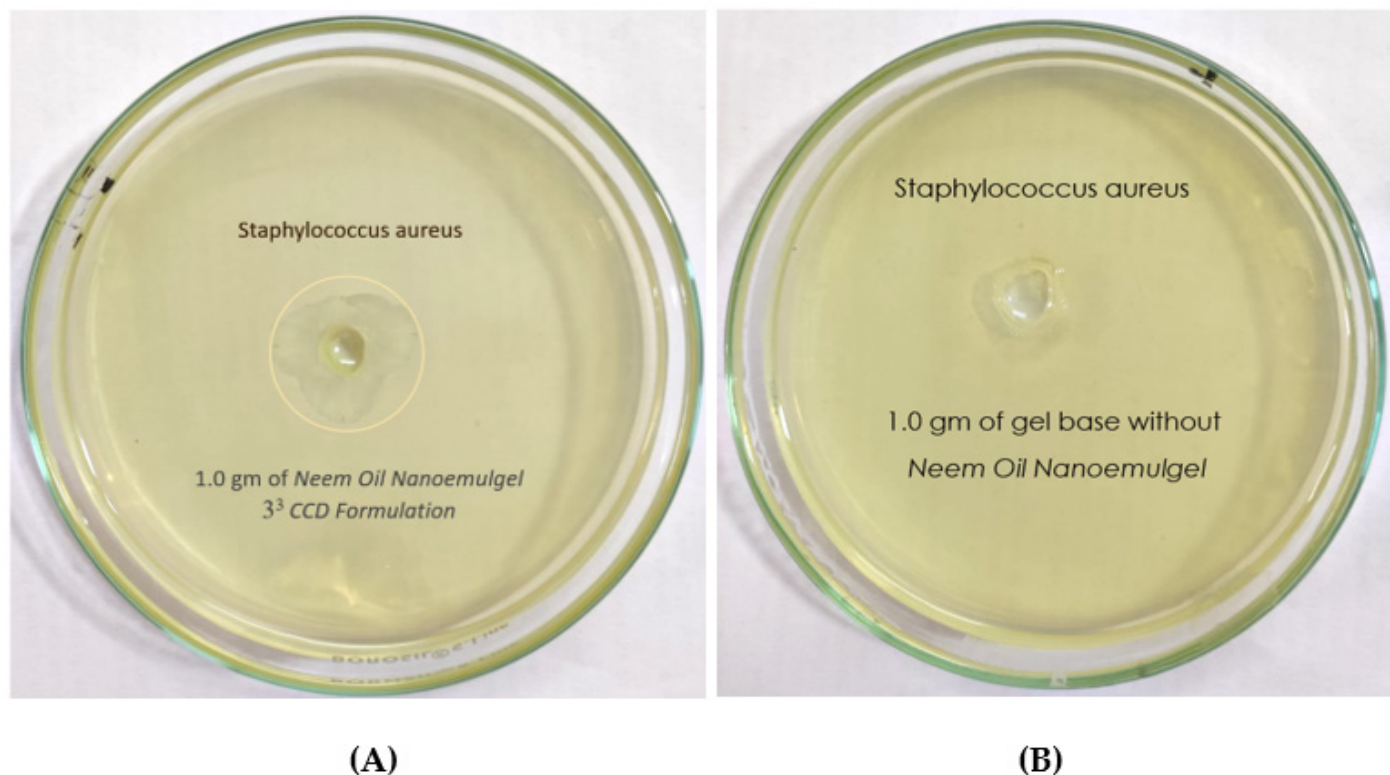 Staphylococcus aureus
1.0 gm of Neem Oil Nanoemulgel
3³ CCD Formulation
Staphylococcus aureus
1.0 gm of gel base without
Neem Oil Nanoemulgel
(A)
(B)